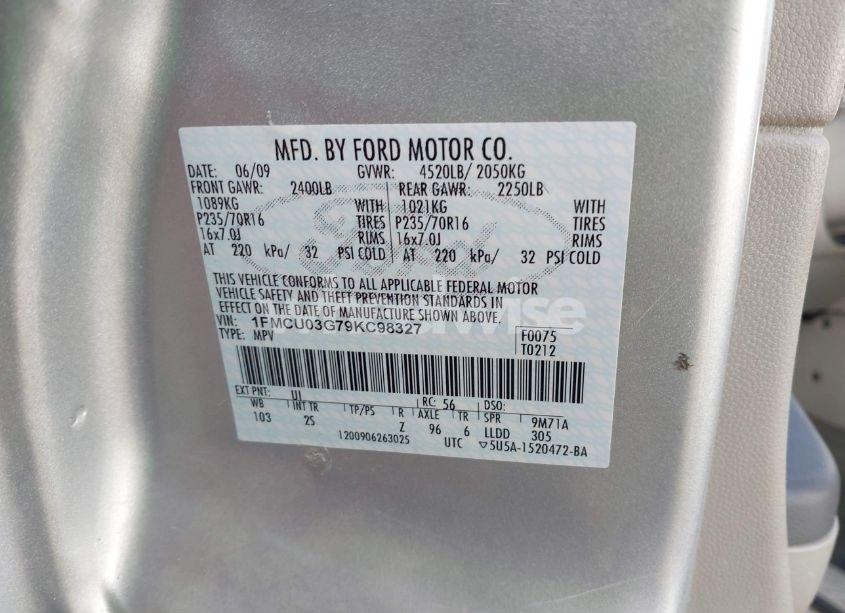 MFD. BY FORD MOTOR CO.
DATE: 06/09 GVWR: 4520LB/ 2050KG
FRONT GAWR: 2400LB REAR GAWR: 2250LB
1089KG WITH 1021KG WITH
P235/70R16 TIRES P235/70R16 TIRES
16x7.0J RIMS 16x7.0J RIMS
AT 220 kPa/ 32 PSI COLD AT 220 kPa/ 32 PSI COLD
THIS VEHICLE CONFORMS TO ALL APPLICABLE FEDERAL MOTOR
VEHICLE SAFETY AND THEFT PREVENTION STANDARDS IN
EFFECT ON THE DATE OF MANUFACTURE SHOWN ABOVE.
VIN: 1FMCU03G79KC98327 F0075
TYPE: MPV T0212
EXT PNT: UI RC: 56 DSO:
WB INT TR TP/PS R AXLE TR SPR 9M71A
103 2S Z 96 6 LLDD 305
1200906263025 UTC ▽5U5A-1520472-BA